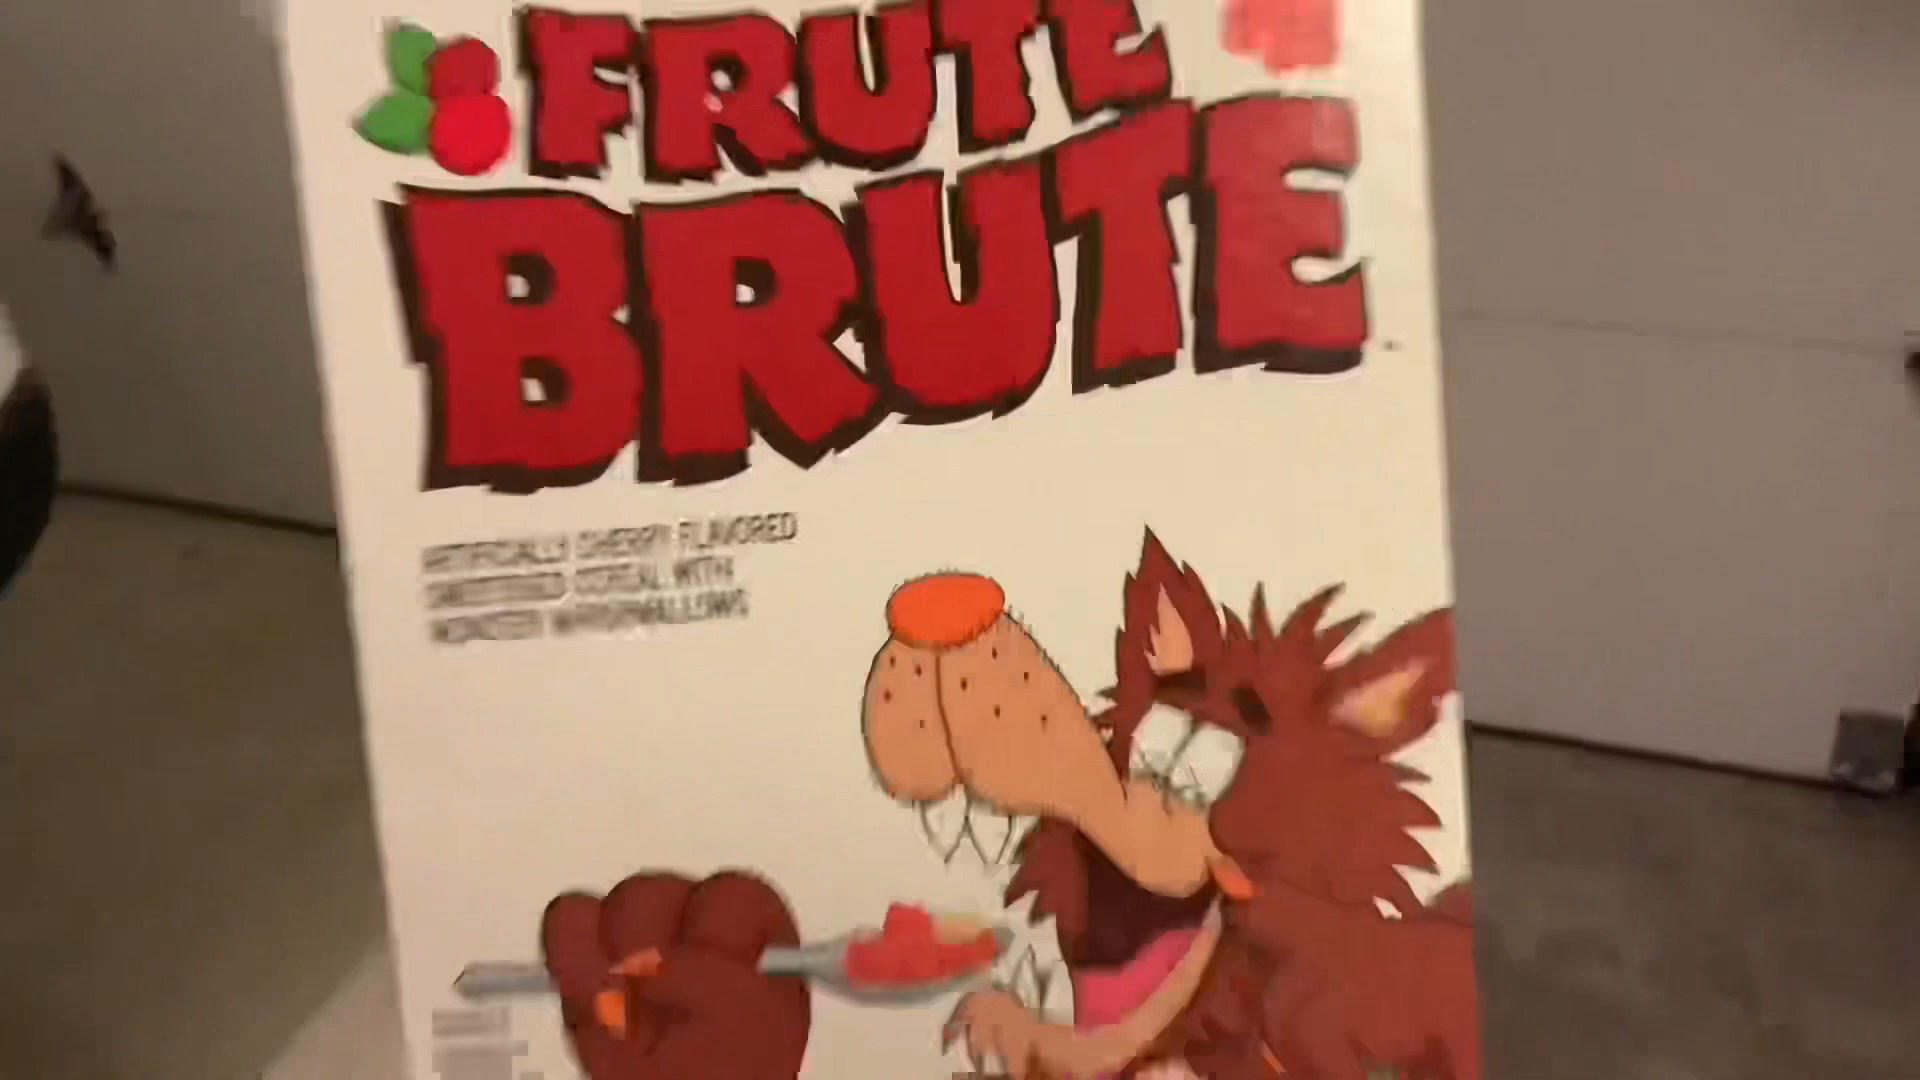 FRUTE
BRUTE
ARTIFICIALLY CHERRY FLAVORED
SWEETENED CEREAL WITH
MONSTER MARSHMALLOWS